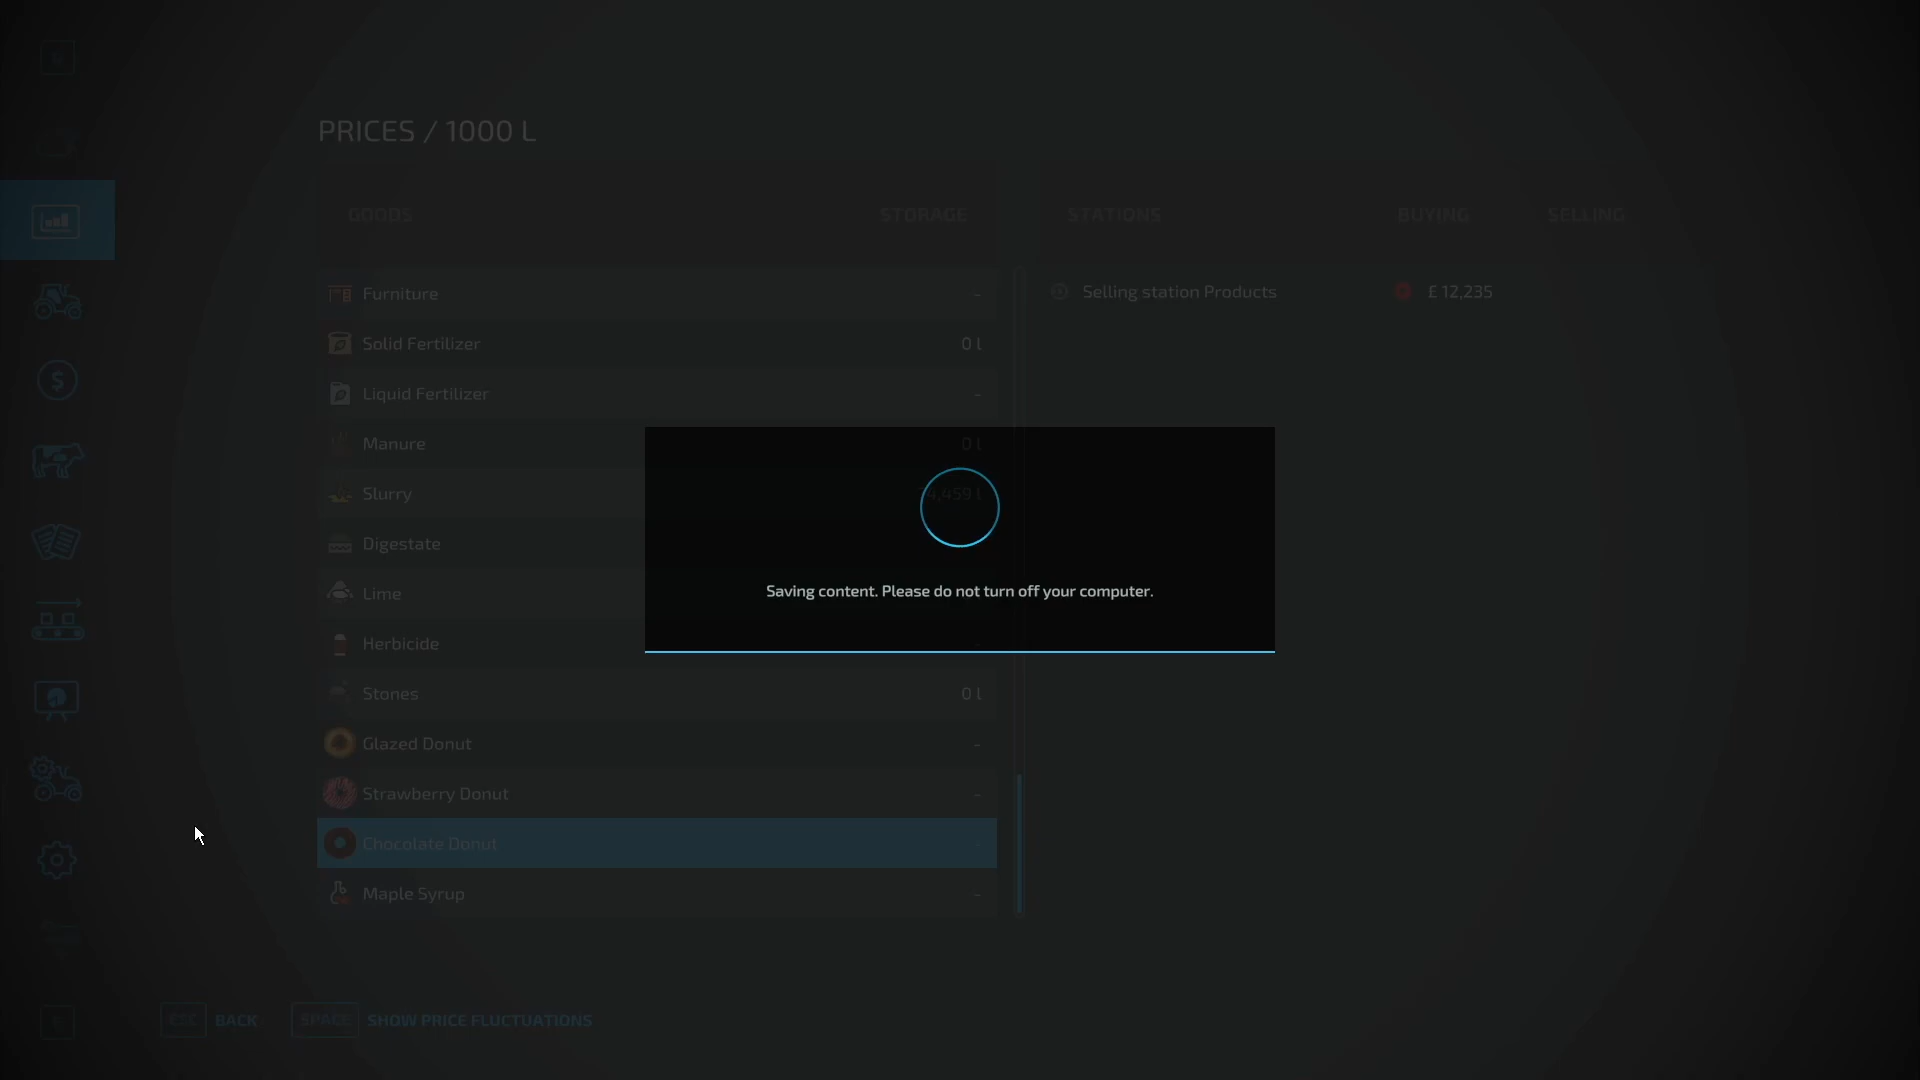 PRICES / 1000 L
GOODS STORAGE STATIONS BUYING SELLING
Furniture - Selling station Products £ 12,235
Solid Fertilizer 0 l
Liquid Fertilizer -
Manure 0 l
Slurry
Digestate
Lime
Herbicide
Stones 0 l
Glazed Donut -
Strawberry Donut -
Chocolate Donut
Maple Syrup -
Saving content. Please do not turn off your computer.
ESC BACK SPACE SHOW PRICE FLUCTUATIONS